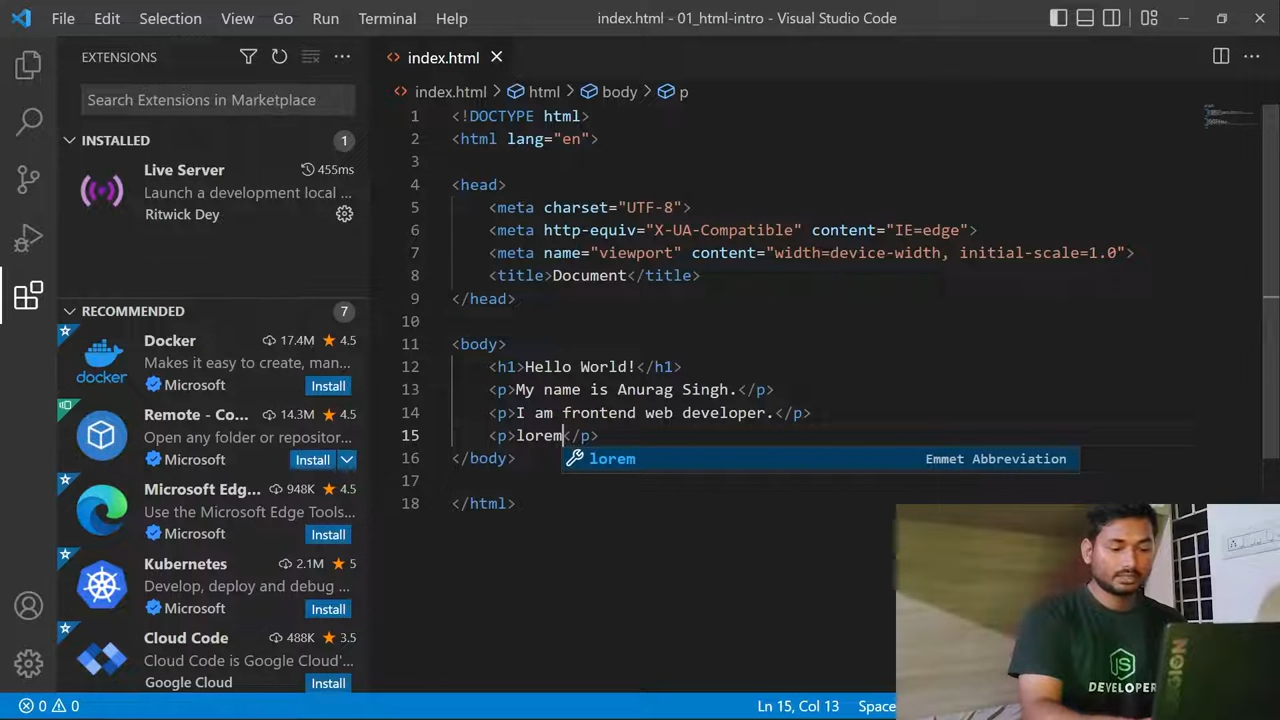 File Edit Selection View Go Run Terminal Help
index.html - 01_html-intro - Visual Studio Code
EXTENSIONS
Search Extensions in Marketplace
INSTALLED 1
Live Server 455ms
Launch a development local ...
Ritwick Dey
RECOMMENDED 7
Docker 17.4M 4.5
Makes it easy to create, man...
docker
Microsoft Install
Remote - Co... 14.3M 4.5
Open any folder or repositor...
Microsoft Install
Microsoft Edg... 948K 4.5
Use the Microsoft Edge Tools...
Microsoft Install
Kubernetes 2.1M 5
Develop, deploy and debug ...
Microsoft Install
Cloud Code 488K 3.5
Cloud Code is Google Cloud'...
Google Cloud Install
index.html
index.html > html > body > p
1 <!DOCTYPE html>
2 <html lang="en">
3
4 <head>
5 <meta charset="UTF-8">
6 <meta http-equiv="X-UA-Compatible" content="IE=edge">
7 <meta name="viewport" content="width=device-width, initial-scale=1.0">
8 <title>Document</title>
9 </head>
10
11 <body>
12 <h1>Hello World!</h1>
13 <p>My name is Anurag Singh.</p>
14 <p>I am frontend web developer.</p>
15 <p>lorem</p>
lorem Emmet Abbreviation
16 </body>
17
18 </html>
JS
DEVELOPER
0 0
Ln 15, Col 13